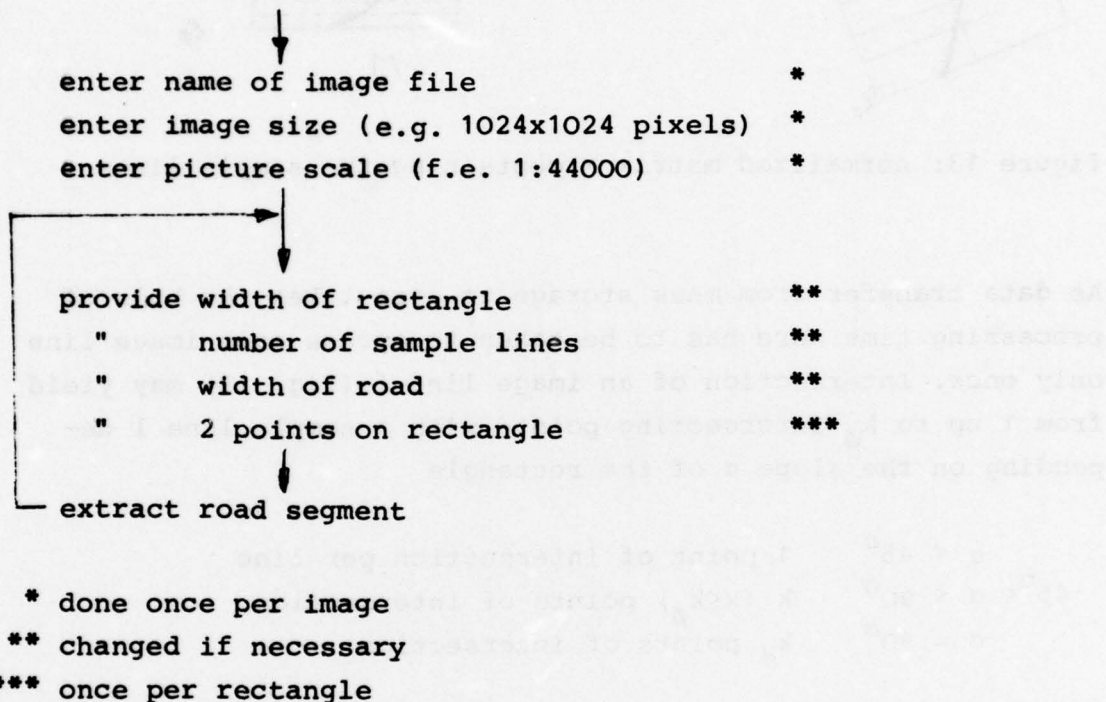 enter name of image file *
enter image size (e.g. 1024x1024 pixels) *
enter picture scale (f.e. 1:44000) *
provide width of rectangle **
" number of sample lines **
" width of road **
" 2 points on rectangle ***
extract road segment
* done once per image
** changed if necessary
*** once per rectangle